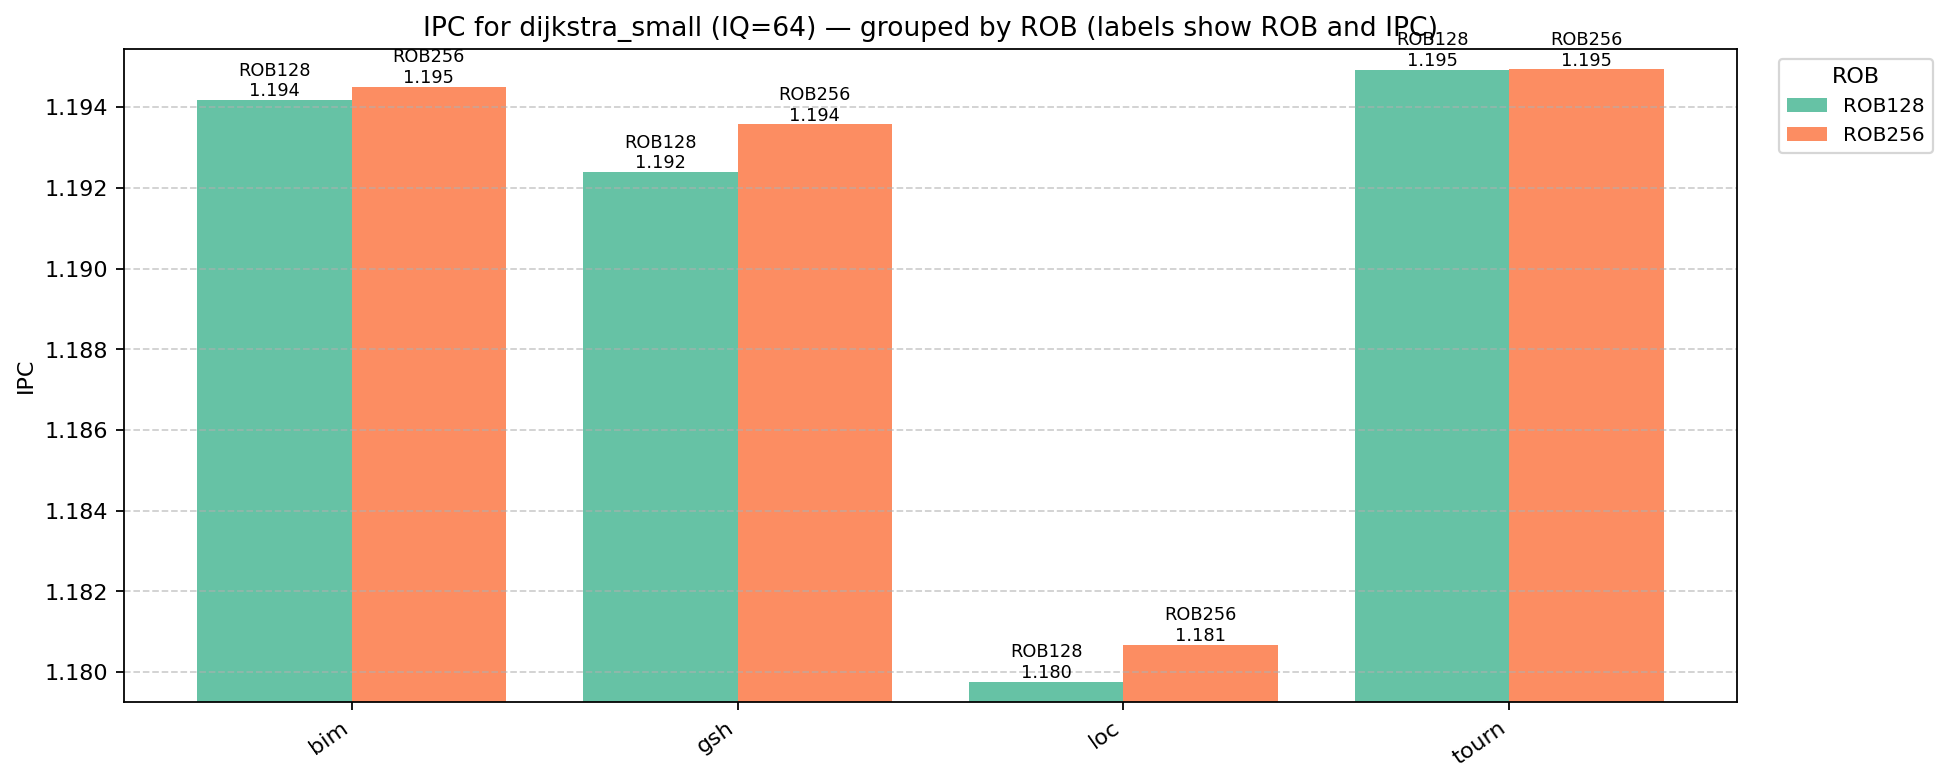 IPC for dijkstra_small (IQ=64) — grouped by ROB (labels show ROB and IPC)
ROB128
1.194
ROB256
1.195
ROB128
1.192
ROB256
1.194
ROB128
1.180
ROB256
1.181
ROB128
1.195
ROB256
1.195
ROB
ROB128
ROB256
IPC
1.194
1.192
1.190
1.188
1.186
1.184
1.182
1.180
bim
gsh
loc
tourn